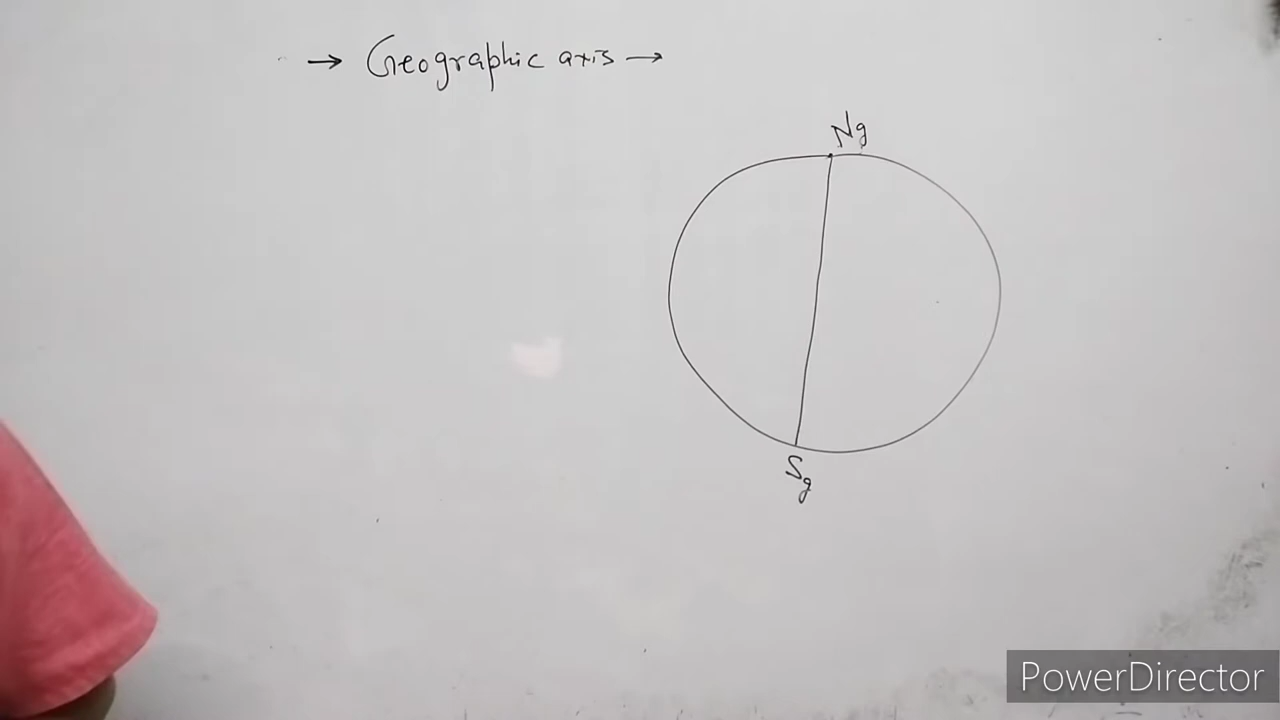 → Geographic axis →
Ng
Sg
PowerDirector